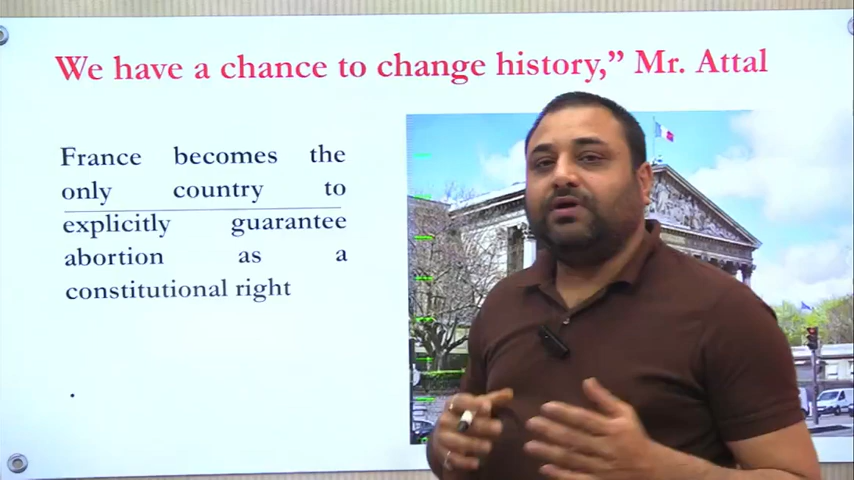 We have a chance to change history,” Mr. Attal
France becomes the
only country to
explicitly guarantee
abortion as a
constitutional right